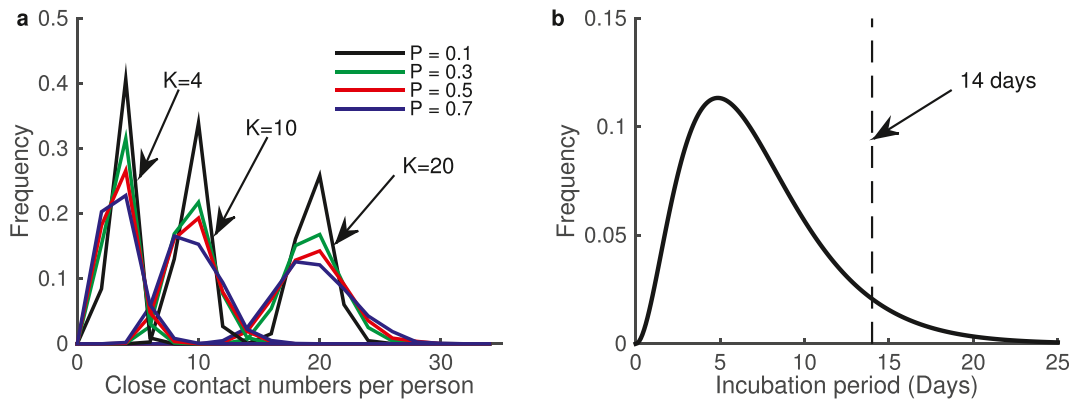 a
0.5
0.4
0.3
0.2
0.1
0
Frequency
K=4
K=10
K=20
P = 0.1
P = 0.3
P = 0.5
P = 0.7
0 10 20 30
Close contact numbers per person
b
0.15
0.1
0.05
0
Frequency
14 days
0 5 10 15 20 25
Incubation period (Days)